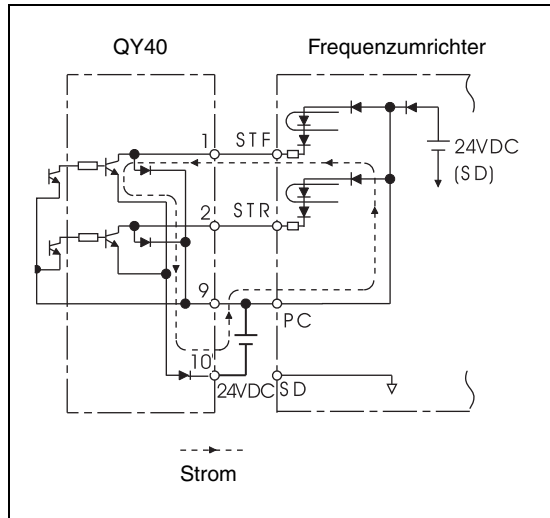 QY40
Frequenzumrichter
1 STF
24VDC
(SD)
2 STR
9
PC
10
24VDC SD
Strom